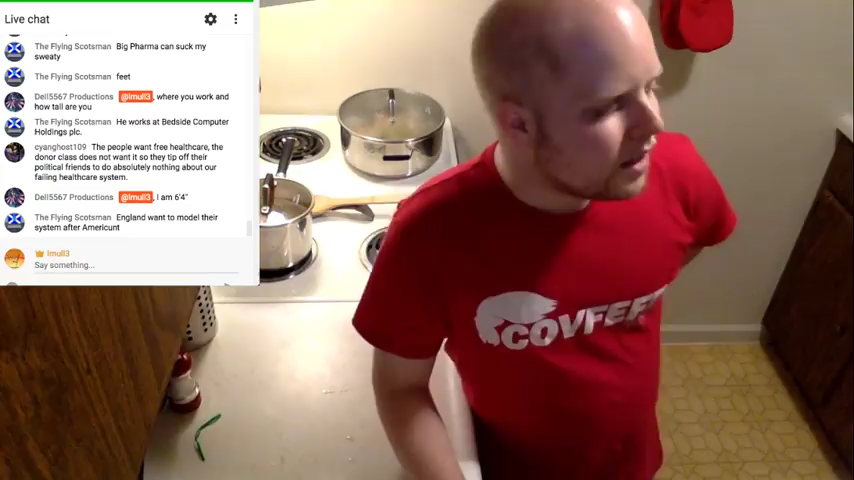 Live chat
The Flying Scotsman Big Pharma can suck my
sweaty
The Flying Scotsman feet
Dell5567 Productions @imull3, where you work and
how tall are you
The Flying Scotsman He works at Bedside Computer
Holdings plc.
cyanghost109 The people want free healthcare, the
donor class does not want it so they tip off their
political friends to do absolutely nothing about our
failing healthcare system.
Dell5567 Productions @imull3, I am 6'4"
The Flying Scotsman England want to model their
system after Americunt
lmull3
Say something...
COVFEFE